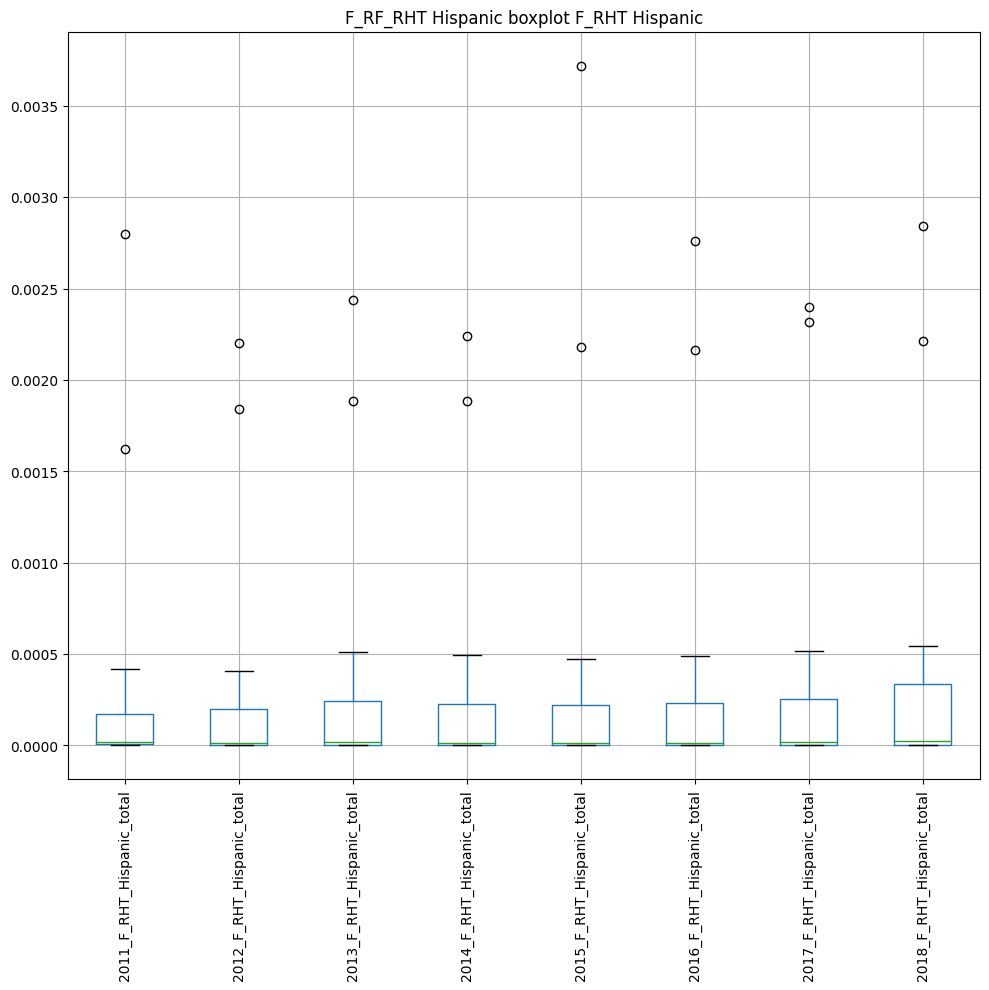 F_RF_RHT Hispanic boxplot F_RHT Hispanic
0.0035
0.0030
0.0025
0.0020
0.0015
0.0010
0.0005
0.0000
2011_F_RHT_Hispanic_total
2012_F_RHT_Hispanic_total
2013_F_RHT_Hispanic_total
2014_F_RHT_Hispanic_total
2015_F_RHT_Hispanic_total
2016_F_RHT_Hispanic_total
2017_F_RHT_Hispanic_total
2018_F_RHT_Hispanic_total